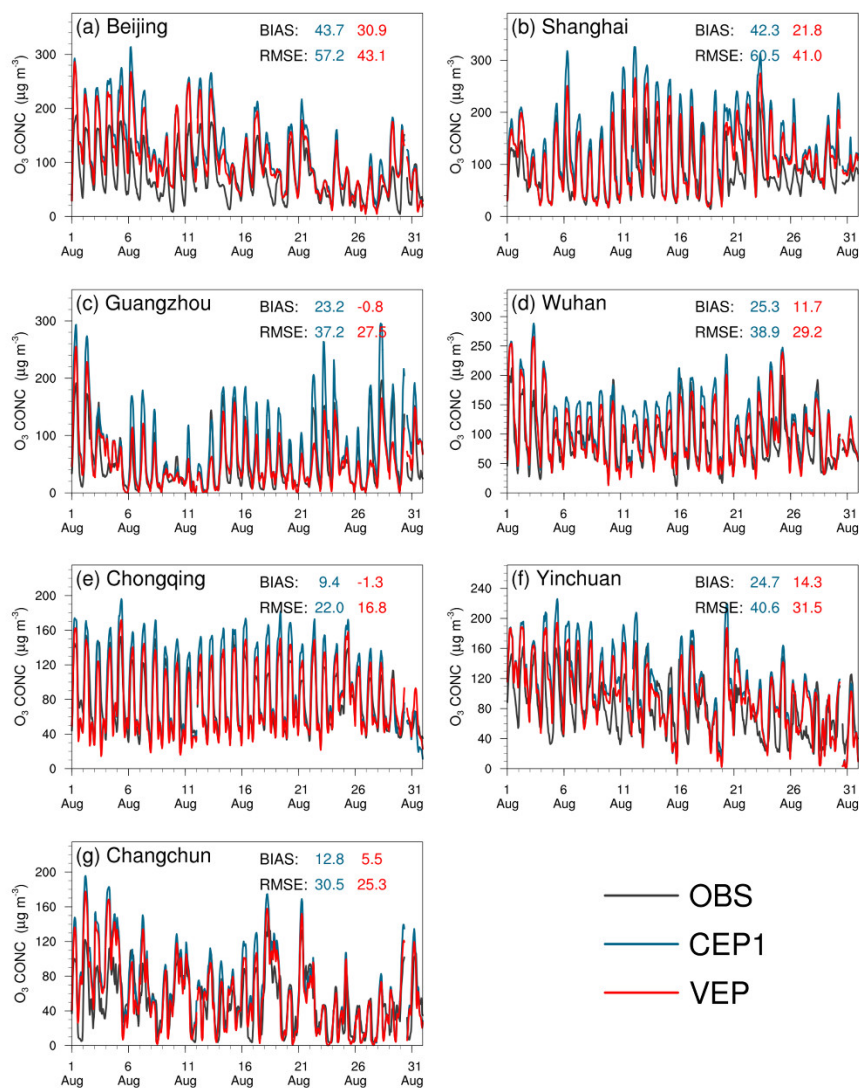 (a) Beijing BIAS: 43.7 30.9
RMSE: 57.2 43.1
O₃ CONC (µg m⁻³)
300
200
100
0
1 6 11 16 21 26 31
Aug Aug Aug Aug Aug Aug Aug
(b) Shanghai BIAS: 42.3 21.8
RMSE: 60.5 41.0
O₃ CONC (µg m⁻³)
300
200
100
0
1 6 11 16 21 26 31
Aug Aug Aug Aug Aug Aug Aug
(c) Guangzhou BIAS: 23.2 -0.8
RMSE: 37.2 27.5
O₃ CONC (µg m⁻³)
300
200
100
0
1 6 11 16 21 26 31
Aug Aug Aug Aug Aug Aug Aug
(d) Wuhan BIAS: 25.3 11.7
RMSE: 38.9 29.2
O₃ CONC (µg m⁻³)
300
250
200
150
100
50
0
1 6 11 16 21 26 31
Aug Aug Aug Aug Aug Aug Aug
(e) Chongqing BIAS: 9.4 -1.3
RMSE: 22.0 16.8
O₃ CONC (µg m⁻³)
200
160
120
80
40
0
1 6 11 16 21 26 31
Aug Aug Aug Aug Aug Aug Aug
(f) Yinchuan BIAS: 24.7 14.3
RMSE: 40.6 31.5
O₃ CONC (µg m⁻³)
240
200
160
120
80
40
0
1 6 11 16 21 26 31
Aug Aug Aug Aug Aug Aug Aug
(g) Changchun BIAS: 12.8 5.5
RMSE: 30.5 25.3
O₃ CONC (µg m⁻³)
200
160
120
80
40
0
1 6 11 16 21 26 31
Aug Aug Aug Aug Aug Aug Aug
OBS
CEP1
VEP